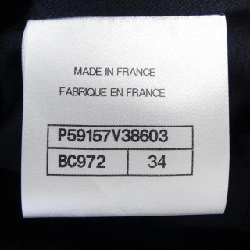 MADE IN FRANCE
FABRIQUE EN FRANCE
P59157V38603
BC972 34